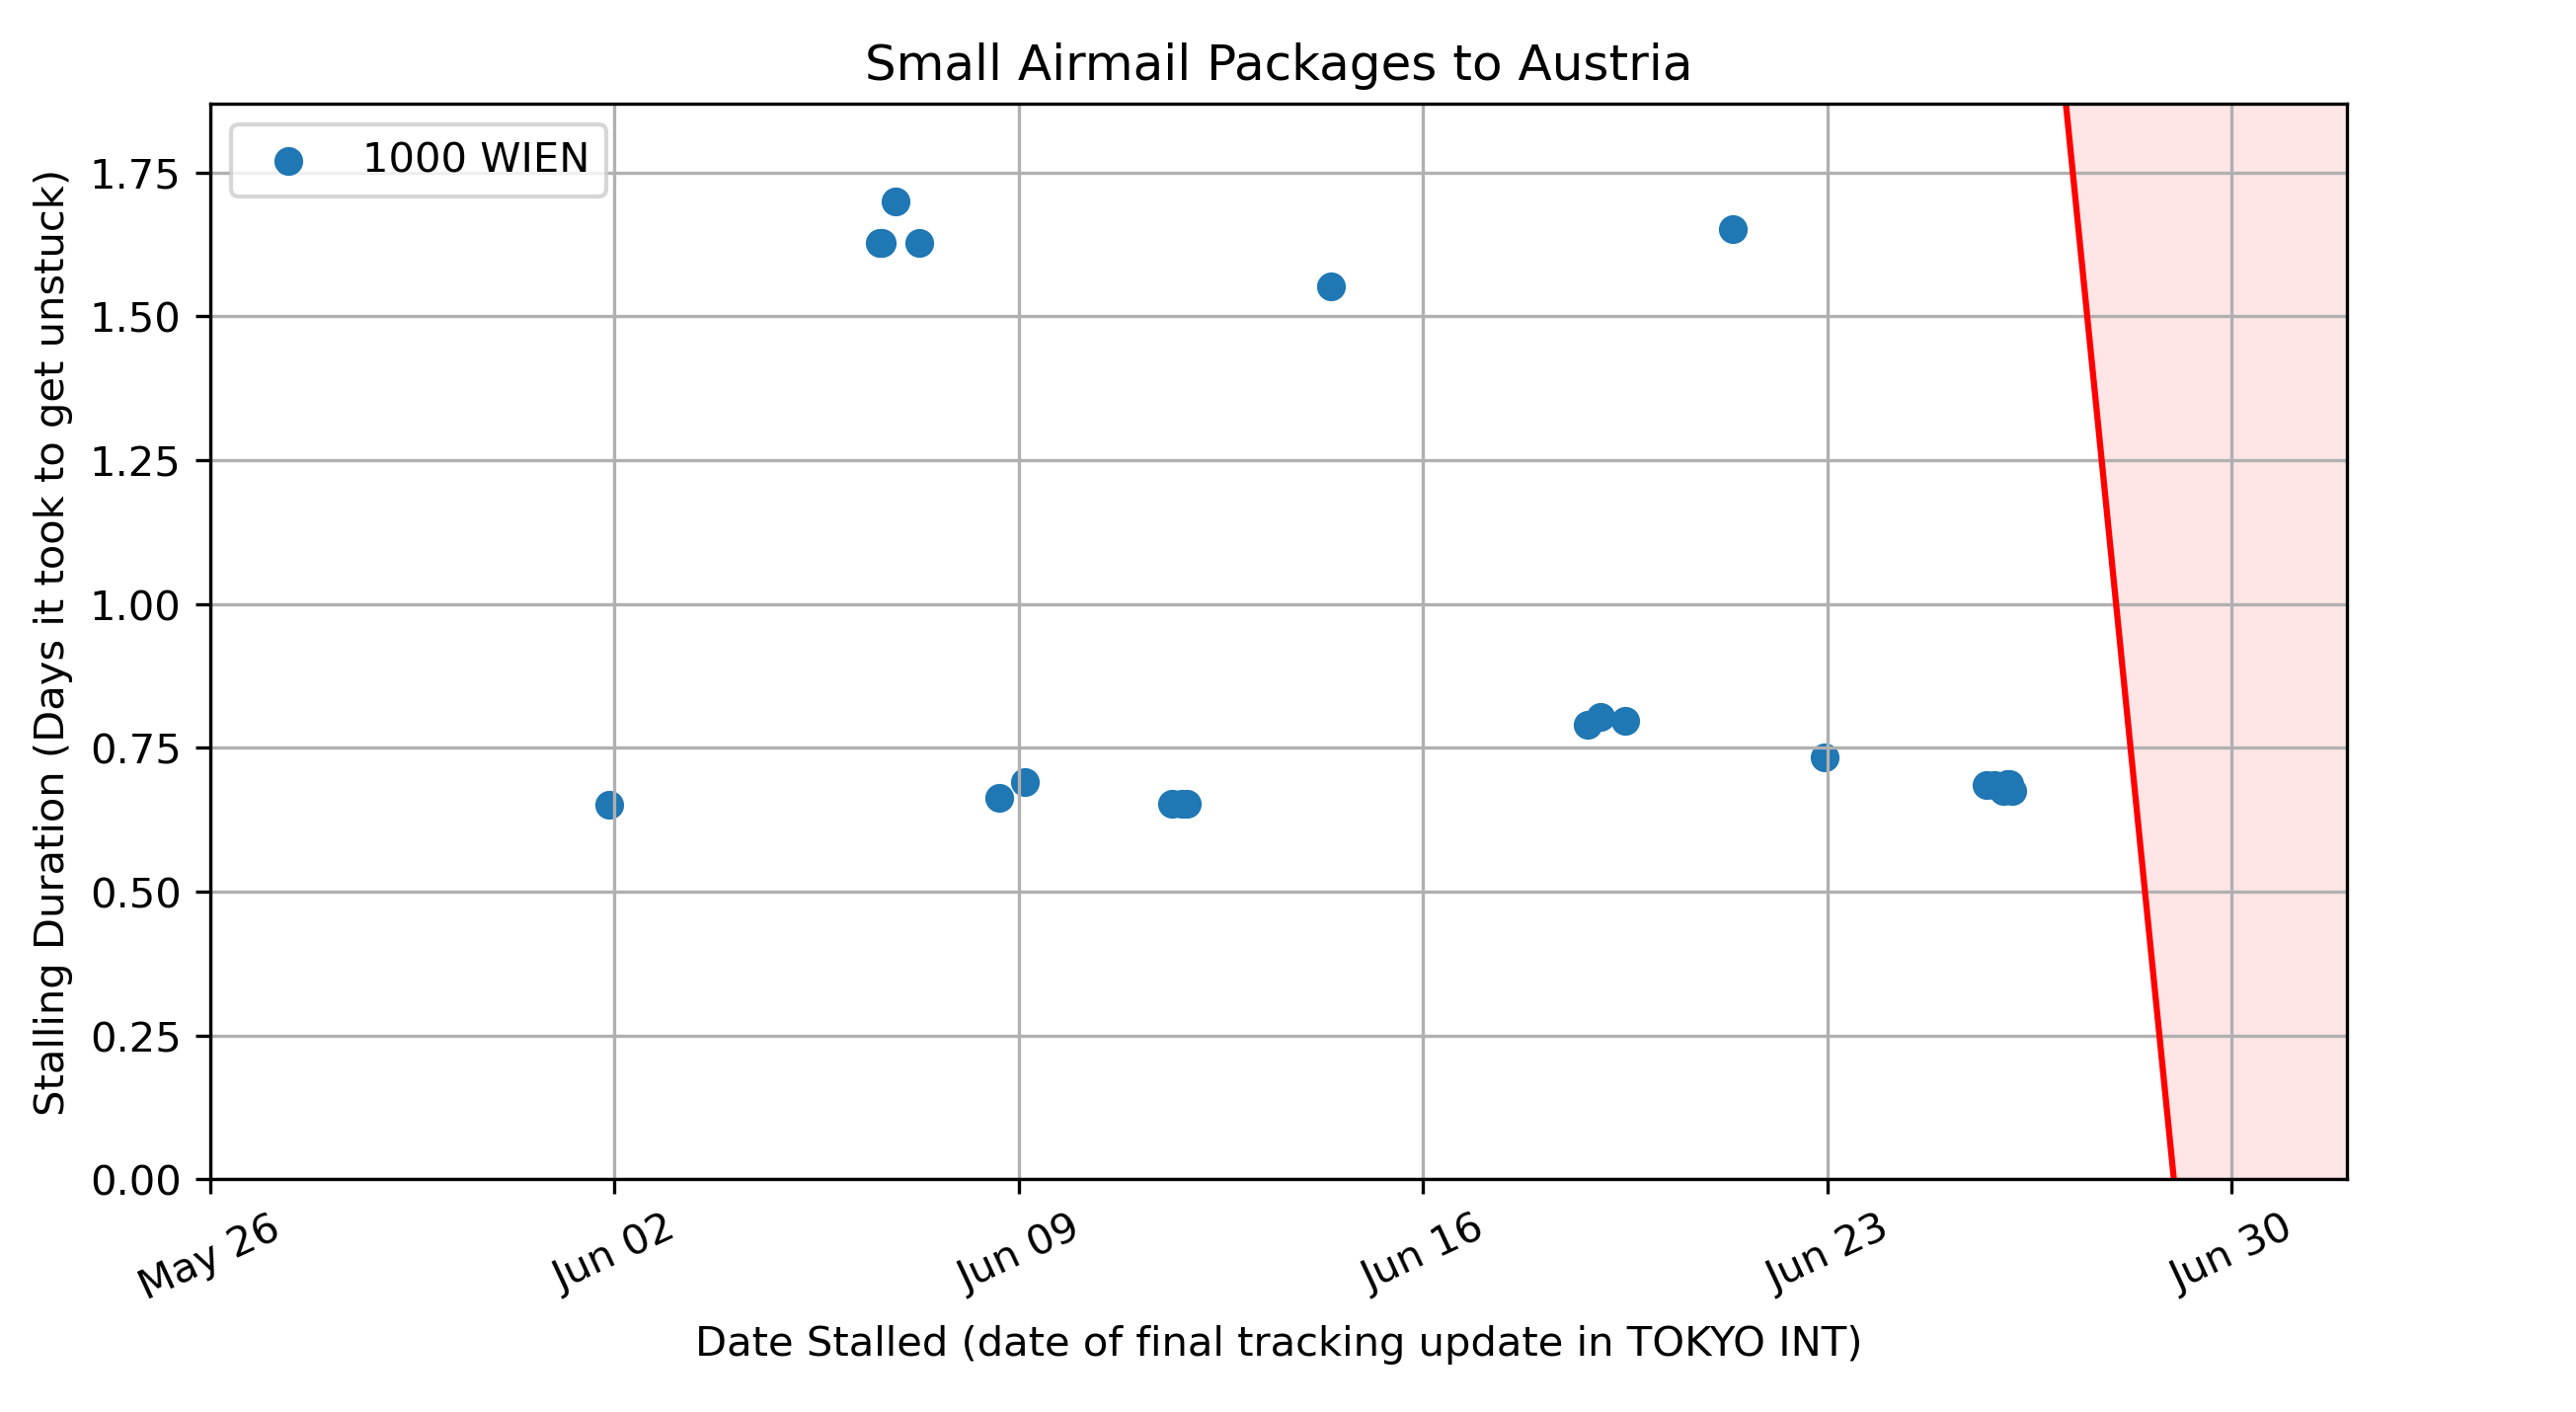 Small Airmail Packages to Austria
1000 WIEN
Stalling Duration (Days it took to get unstuck)
1.75
1.50
1.25
1.00
0.75
0.50
0.25
0.00
May 26
Jun 02
Jun 09
Jun 16
Jun 23
Jun 30
Date Stalled (date of final tracking update in TOKYO INT)